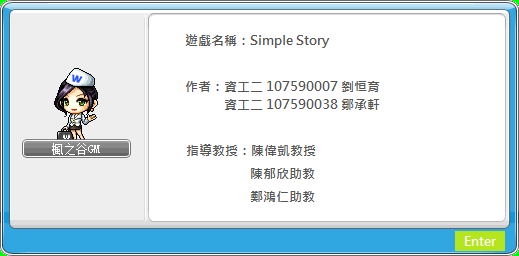 遊戲名稱：Simple Story
作者：資工二 107590007 劉恒育
資工二 107590038 鄒承軒
W
楓之谷GM
指導教授：陳偉凱教授
陳郁欣助教
鄭鴻仁助教
Enter